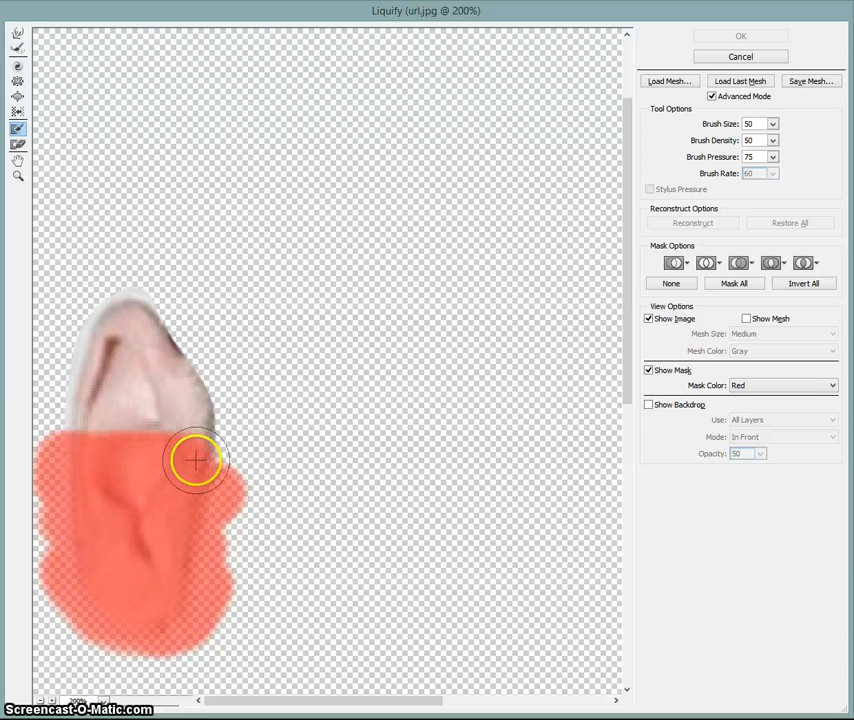 Liquify (url.jpg @ 200%)
OK
Cancel
Load Mesh... Load Last Mesh Save Mesh...
Advanced Mode
Tool Options
Brush Size: 50
Brush Density: 50
Brush Pressure: 75
Brush Rate: 60
Stylus Pressure
Reconstruct Options
Reconstruct Restore All
Mask Options
None Mask All Invert All
View Options
Show Image Show Mesh
Mesh Size: Medium
Mesh Color: Gray
Show Mask
Mask Color: Red
Show Backdrop
Use: All Layers
Mode: In Front
Opacity: 50
Screencast-O-Matic.com